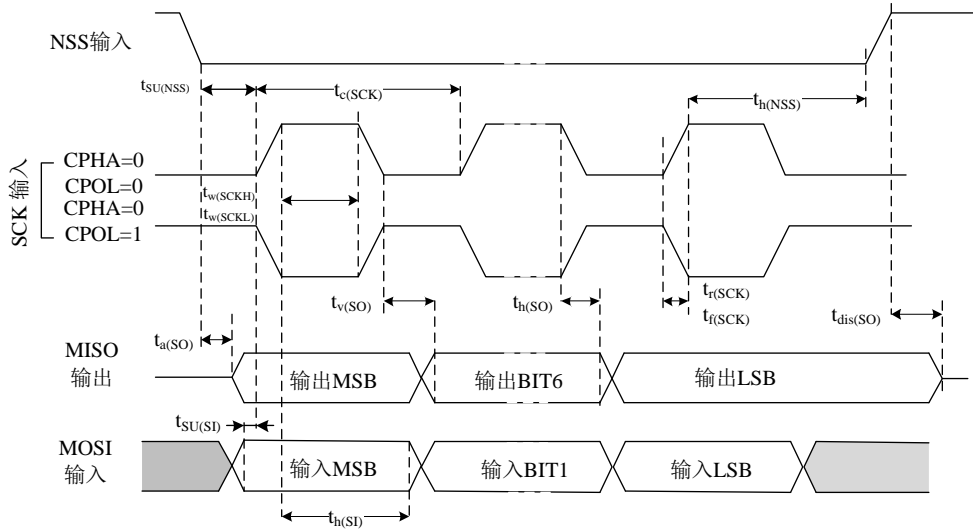 NSS输入
tSU(NSS)
tc(SCK)
th(NSS)
SCK 输入
CPHA=0
CPOL=0
CPHA=0
CPOL=1
tw(SCKH)
tw(SCKL)
tv(SO)
th(SO)
tr(SCK)
tf(SCK)
tdis(SO)
ta(SO)
MISO
输出
输出MSB
输出BIT6
输出LSB
tSU(SI)
MOSI
输入
输入MSB
输入BIT1
输入LSB
th(SI)